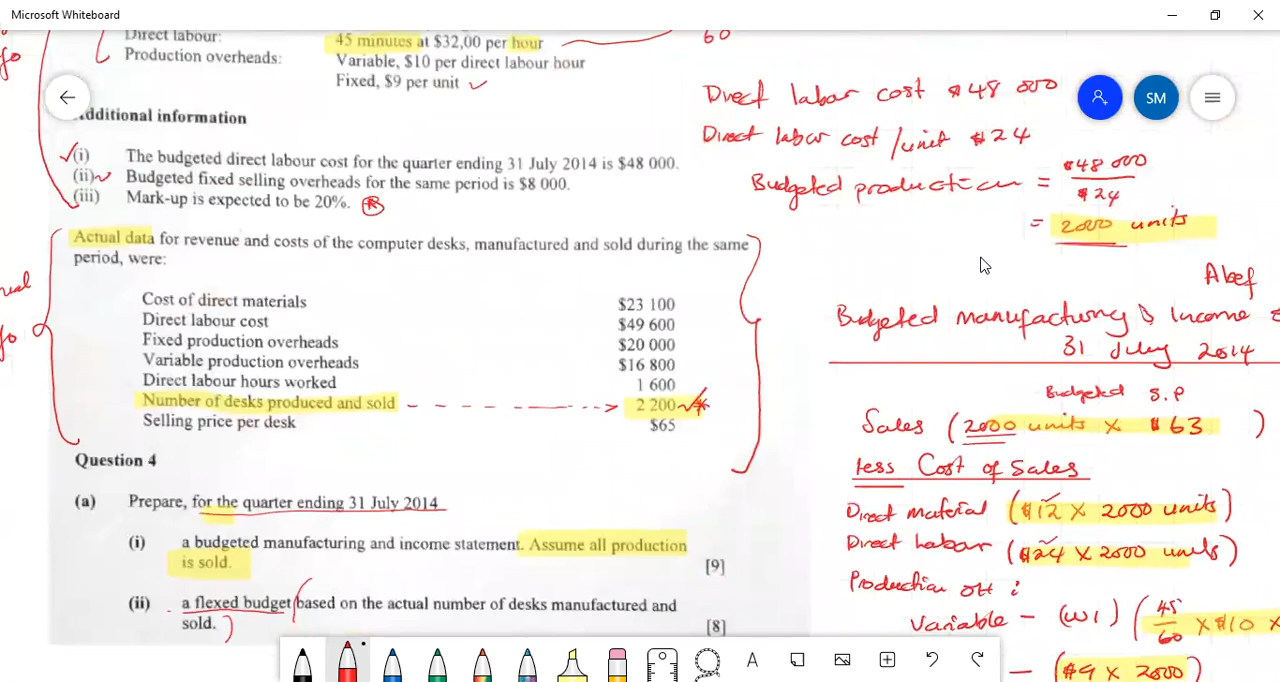 Microsoft Whiteboard
Direct labour: 45 minutes at $32,00 per hour
Production overheads: Variable, $10 per direct labour hour
Fixed, $9 per unit
Additional information
(i) The budgeted direct labour cost for the quarter ending 31 July 2014 is $48 000.
(ii) Budgeted fixed selling overheads for the same period is $8 000.
(iii) Mark-up is expected to be 20%.
Actual data for revenue and costs of the computer desks, manufactured and sold during the same
period, were:
Cost of direct materials $23 100
Direct labour cost $49 600
Fixed production overheads $20 000
Variable production overheads $16 800
Direct labour hours worked 1 600
Number of desks produced and sold 2 200
Selling price per desk $65
Question 4
(a) Prepare, for the quarter ending 31 July 2014
(i) a budgeted manufacturing and income statement. Assume all production
is sold. [9]
(ii) a flexed budget based on the actual number of desks manufactured and
sold. [8]
60
Direct labor cost $48 000
Direct labor cost /unit $24
Budgeted production = $48 000
$24
= 2000 units
SM
Budgeted manufacturing & Income
31 July 2014
Budgeted S.P
Sales (2000 units x $63 )
less Cost of Sales
Direct material ($12 x 2000 units)
Direct Labor ($24 x 2000 units)
Production OH :
Variable - (W1) (45
60 x $10 x
- ($9 x 2000)